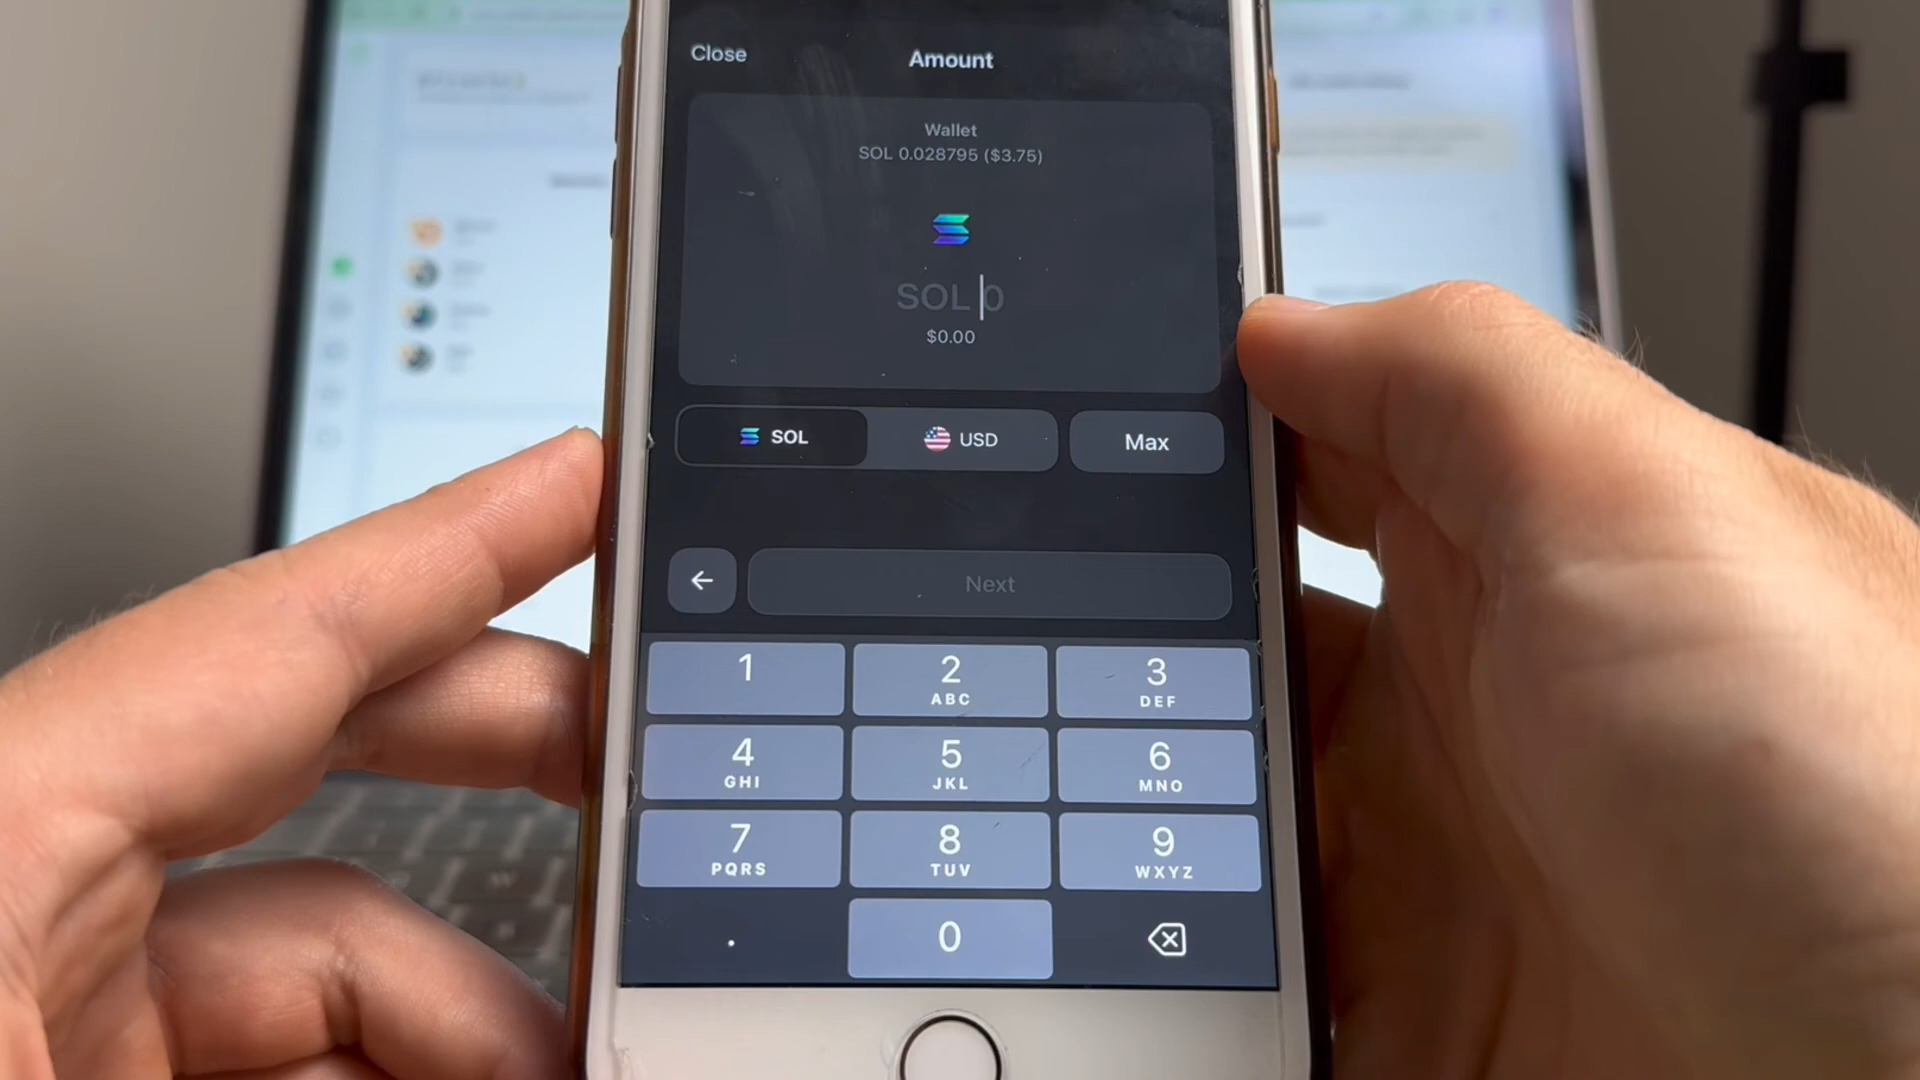 Close
Amount
Wallet
SOL 0.028795 ($3.75)
SOL 0
$0.00
SOL
USD
Max
Next
1
2
ABC
3
DEF
4
GHI
5
JKL
6
MNO
7
PQRS
8
TUV
9
WXYZ
.
0